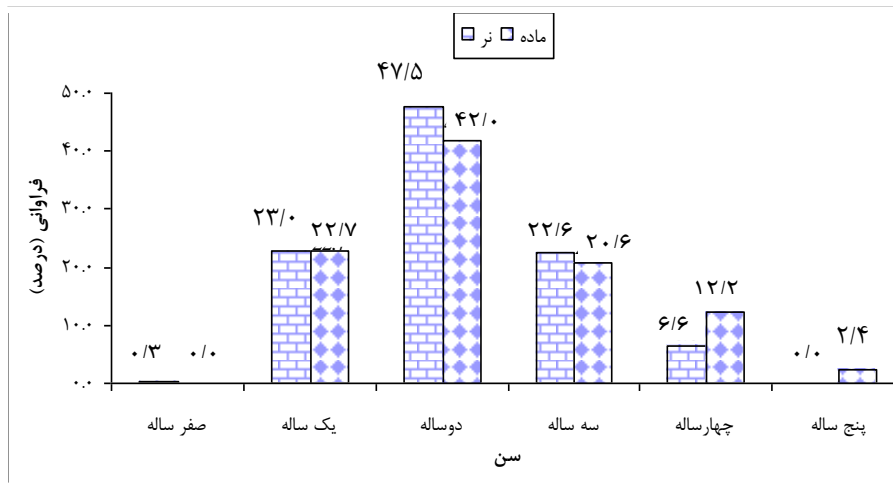 نر ماده
۴۷/۵
۴۲/۰
۲۳/۰
۲۲/۷
۲۲/۶
۲۰/۶
۶/۶
۱۲/۲
۰/۳
۰/۰
۰/۰
۲/۴
۵۰.۰
۴۰.۰
۳۰.۰
۲۰.۰
۱۰.۰
۰.۰
فراوانی (درصد)
صفر ساله
یک ساله
دوساله
سه ساله
چهارساله
پنج ساله
سن